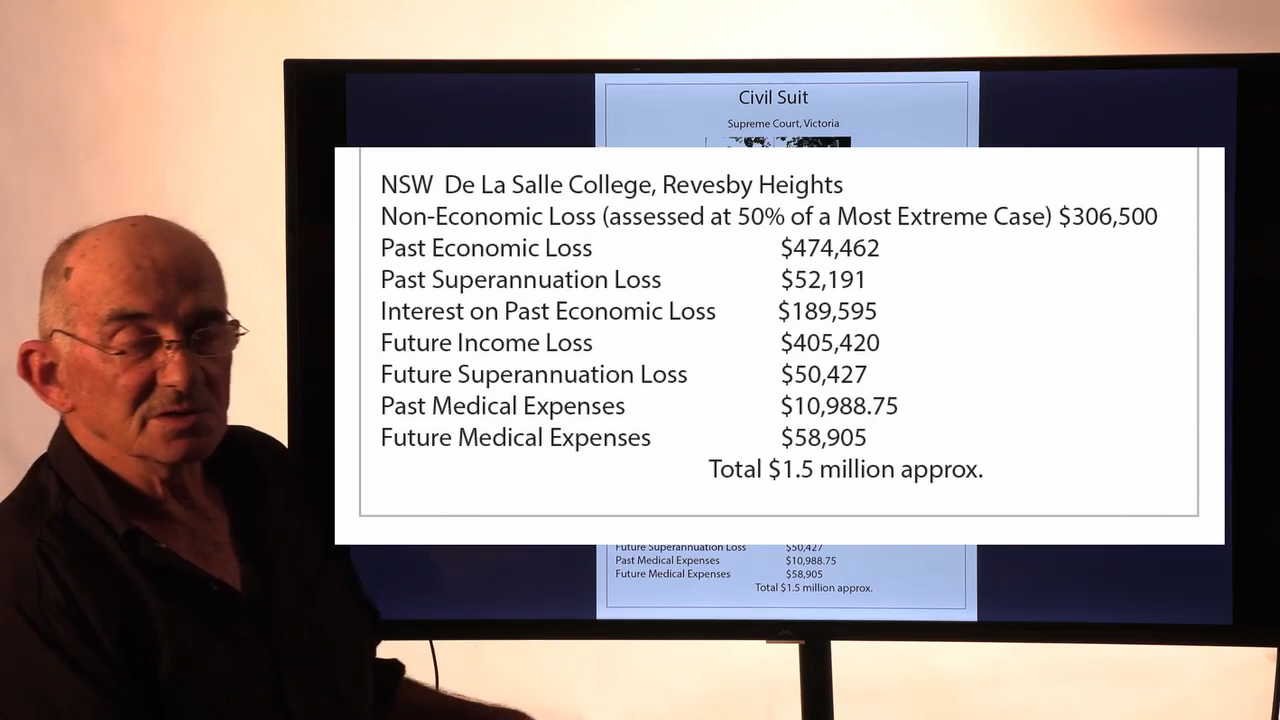 Civil Suit
Supreme Court, Victoria
NSW De La Salle College, Revesby Heights
Non-Economic Loss (assessed at 50% of a Most Extreme Case) $306,500
Past Economic Loss $474,462
Past Superannuation Loss $52,191
Interest on Past Economic Loss $189,595
Future Income Loss $405,420
Future Superannuation Loss $50,427
Past Medical Expenses $10,988.75
Future Medical Expenses $58,905
Total $1.5 million approx.
Future Superannuation Loss $50,427
Past Medical Expenses $10,988.75
Future Medical Expenses $58,905
Total $1.5 million approx.